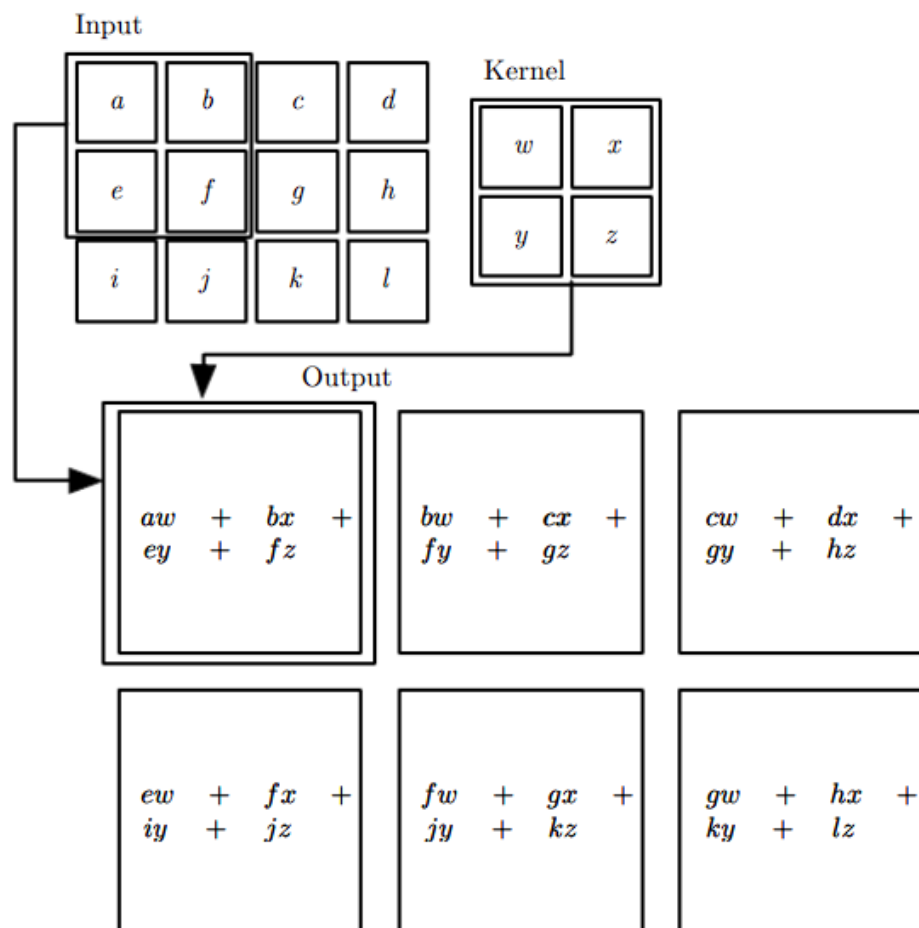 Input
a b c d
e f g h
i j k l
Kernel
w x
y z
Output
aw + bx +
ey + fz
bw + cx +
fy + gz
cw + dx +
gy + hz
ew + fx +
iy + jz
fw + gx +
jy + kz
gw + hx +
ky + lz